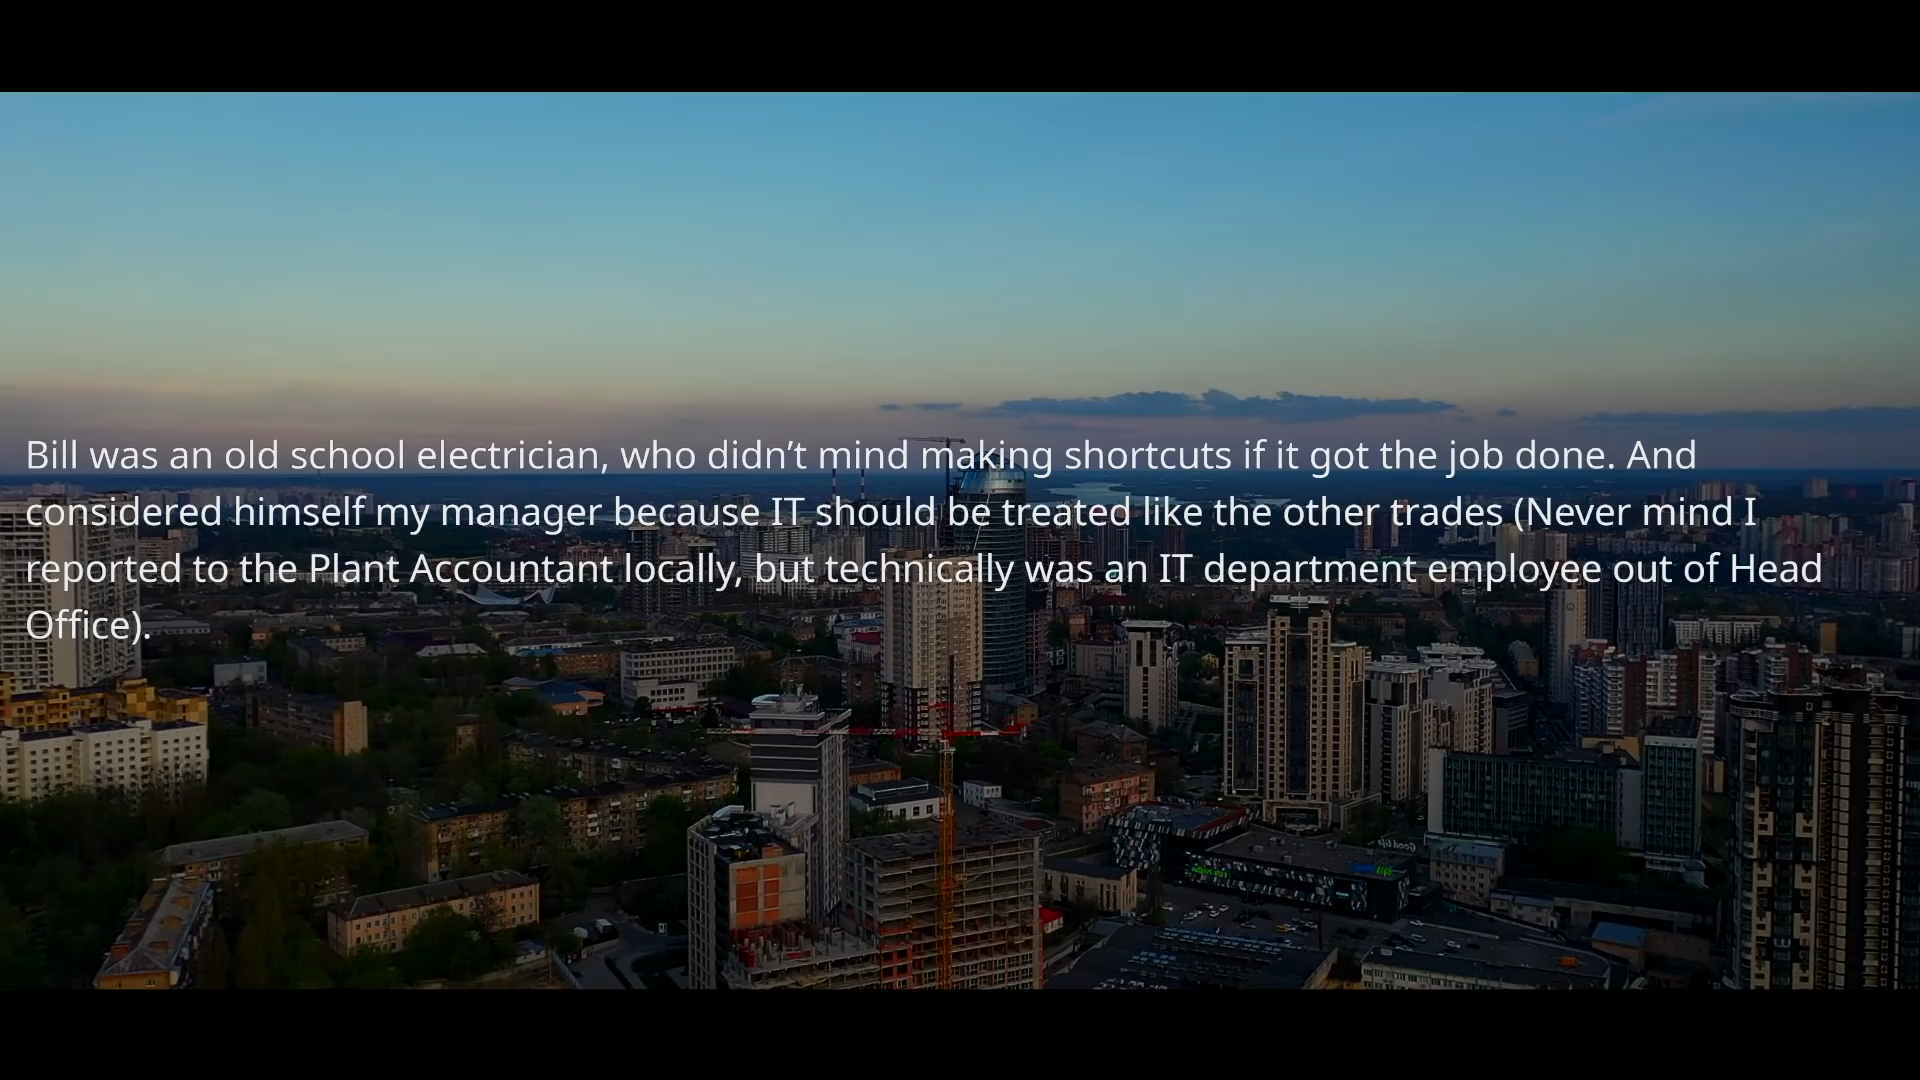 Bill was an old school electrician, who didn’t mind making shortcuts if it got the job done. And
considered himself my manager because IT should be treated like the other trades (Never mind I
reported to the Plant Accountant locally, but technically was an IT department employee out of Head
Office).
Good life